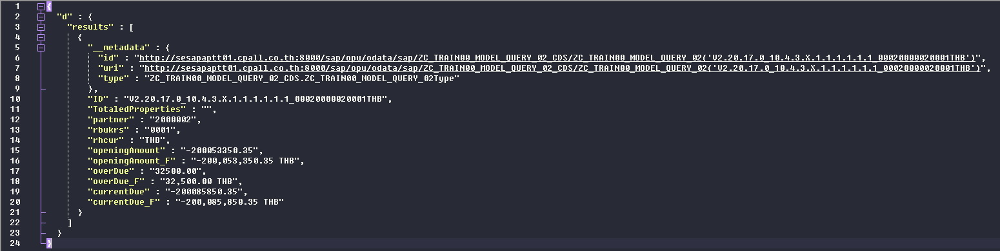 1 {
2 "d" : {
3 "results" : [
4 {
5 "__metadata" : {
6 "id" : "http://sesapaptt01.cpall.co.th:8000/sap/opu/odata/sap/ZC_TRAIN00_MODEL_QUERY_02_CDS/ZC_TRAIN00_MODEL_QUERY_02('V2.20.17.0_10.4.3.X.1.1.1.1.1.1_00020000020001THB')",
7 "uri" : "http://sesapaptt01.cpall.co.th:8000/sap/opu/odata/sap/ZC_TRAIN00_MODEL_QUERY_02_CDS/ZC_TRAIN00_MODEL_QUERY_02('V2.20.17.0_10.4.3.X.1.1.1.1.1.1.1_00020000020001THB')",
8 "type" : "ZC_TRAIN00_MODEL_QUERY_02_CDS.ZC_TRAIN00_MODEL_QUERY_02Type"
9 },
10 "ID" : "V2.20.17.0_10.4.3.X.1.1.1.1.1.1_00020000020001THB",
11 "TotaledProperties" : "",
12 "partner" : "2000002",
13 "rbukrs" : "0001",
14 "rhcur" : "THB",
15 "openingAmount" : "-200053350.35",
16 "openingAmount_F" : "-200,053,350.35 THB",
17 "overDue" : "32500.00",
18 "overDue_F" : "32,500.00 THB",
19 "currentDue" : "-200085850.35",
20 "currentDue_F" : "-200,085,850.35 THB"
21 }
22 ]
23 }
24 }